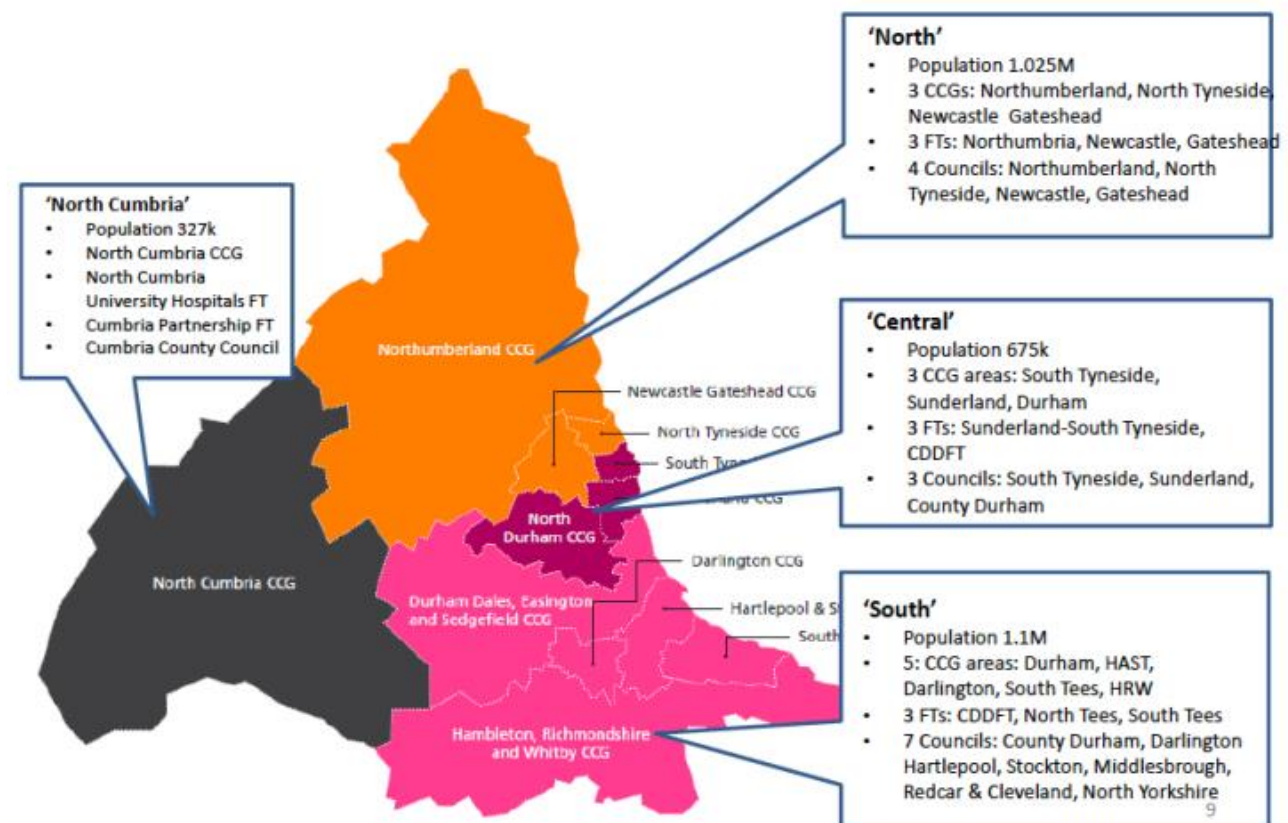 'North'
• Population 1.025M
• 3 CCGs: Northumberland, North Tyneside,
Newcastle Gateshead
• 3 FTs: Northumbria, Newcastle, Gateshead
• 4 Councils: Northumberland, North
Tyneside, Newcastle, Gateshead
'North Cumbria'
• Population 327k
• North Cumbria CCG
• North Cumbria
University Hospitals FT
• Cumbria Partnership FT
• Cumbria County Council
Northumberland CCG
Newcastle Gateshead CCG
North Tyneside CCG
South
CCG
North
Durham CCG
'Central'
• Population 675k
• 3 CCG areas: South Tyneside,
Sunderland, Durham
• 3 FTs: Sunderland-South Tyneside,
CDDFT
• 3 Councils: South Tyneside, Sunderland,
County Durham
North Cumbria CCG
Darlington CCG
Durham Dales, Easington
and Sedgefield CCG
Hartlepool &
South
Hambleton, Richmondshire
and Whitby CCG
'South'
• Population 1.1M
• 5: CCG areas: Durham, HAST,
Darlington, South Tees, HRW
• 3 FTs: CDDFT, North Tees, South Tees
• 7 Councils: County Durham, Darlington
Hartlepool, Stockton, Middlesbrough,
Redcar & Cleveland, North Yorkshire
9